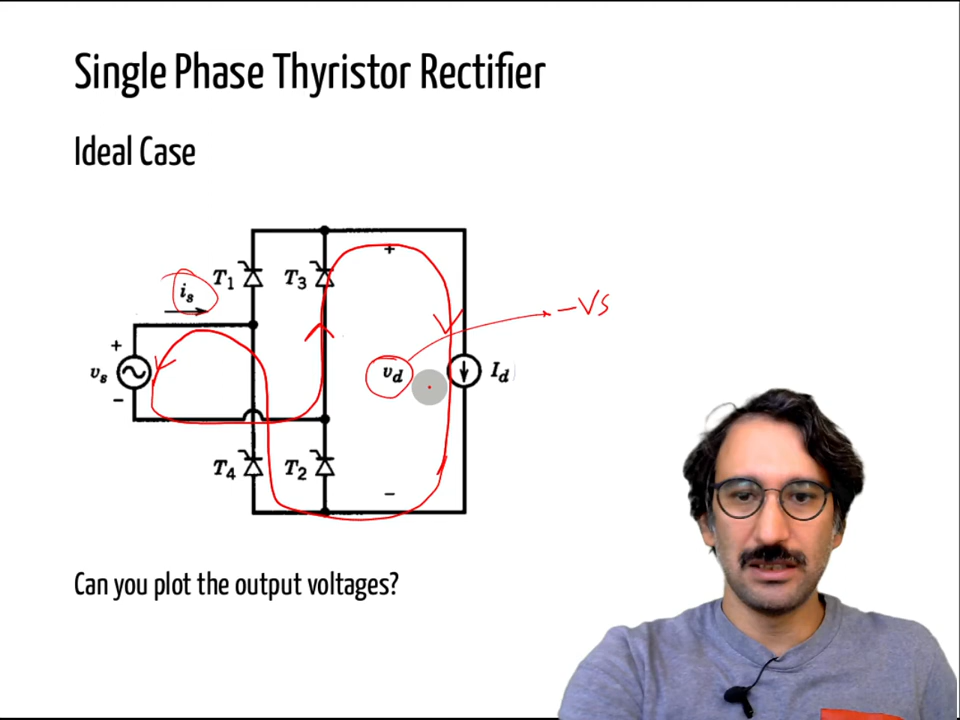 Single Phase Thyristor Rectifier
Ideal Case
T1
T3
+
is
−Vs
+
vs
−
vd
Id
T4
T2
−
Can you plot the output voltages?